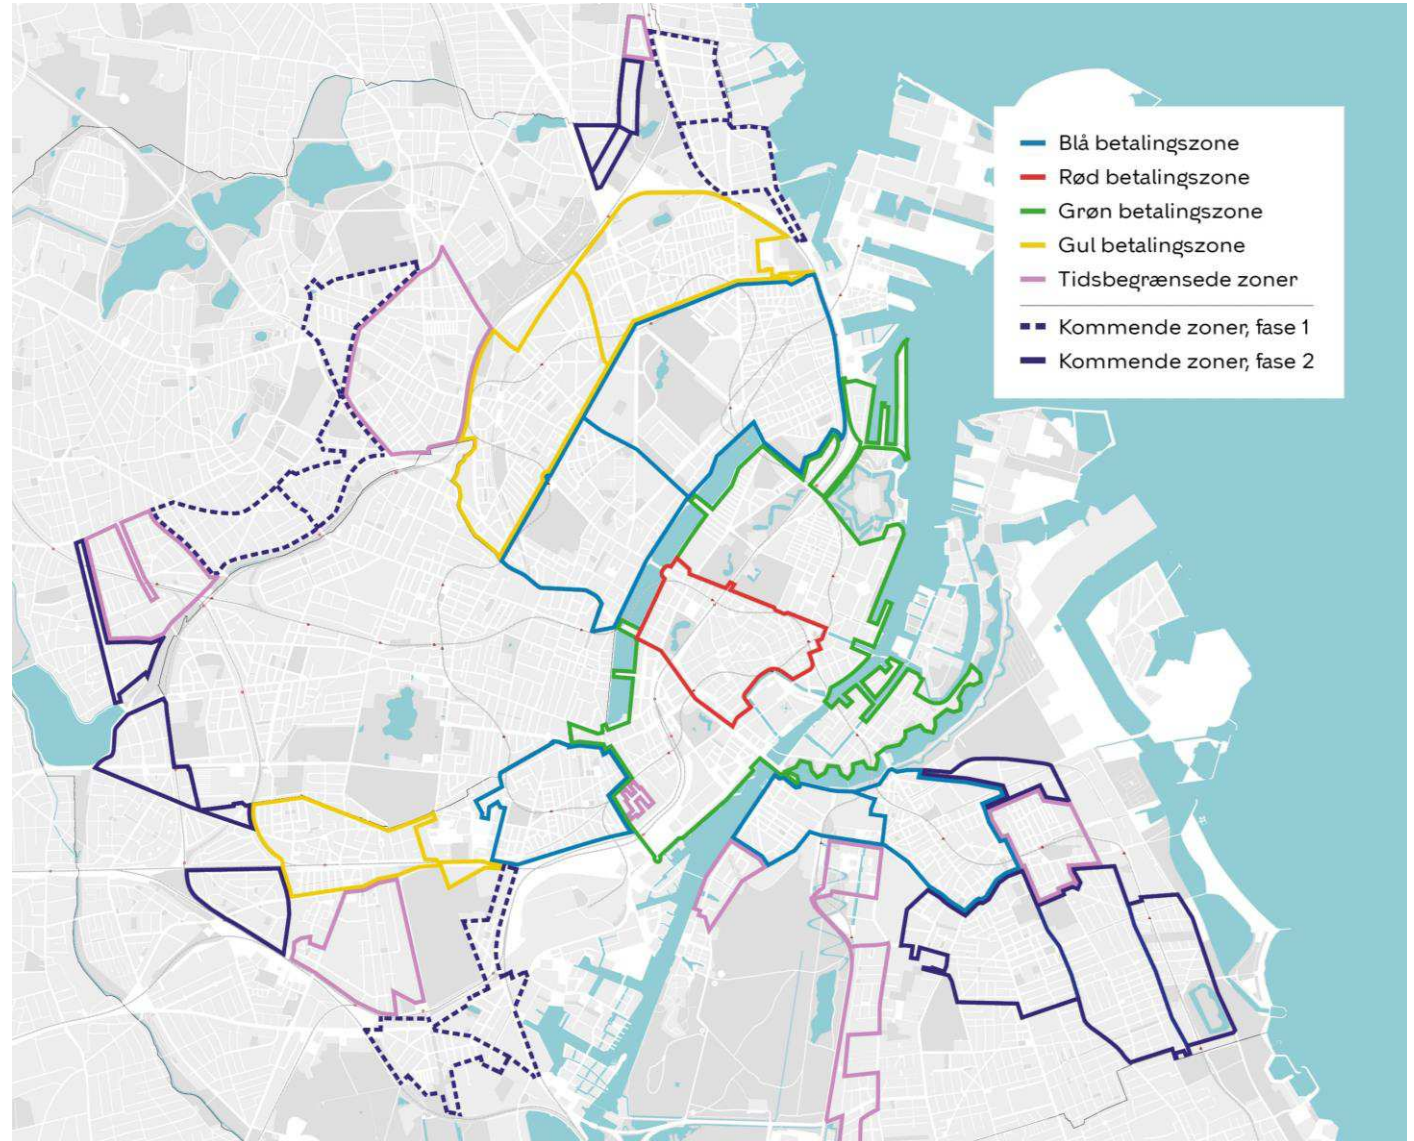 Blå betalingszone
Rød betalingszone
Grøn betalingszone
Gul betalingszone
Tidsbegrænsede zoner
Kommende zoner, fase 1
Kommende zoner, fase 2